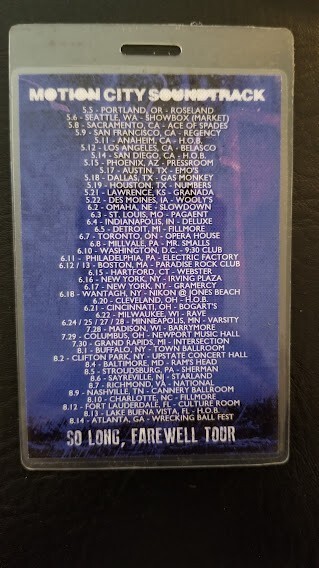 MOTION CITY SOUNDTRACK
5.5 - PORTLAND, OR - ROSELAND
5.6 - SEATTLE, WA - SHOWBOX (MARKET)
5.8 - SACRAMENTO, CA - ACE OF SPADES
5.9 - SAN FRANCISCO, CA - REGENCY
5.11 - ANAHEIM, CA - H.O.B.
5.12 - LOS ANGELES, CA - BELASCO
5.14 - SAN DIEGO, CA - H.O.B.
5.15 - PHOENIX, AZ - PRESSROOM
5.17 - AUSTIN, TX - EMO'S
5.18 - DALLAS, TX - GAS MONKEY
5.19 - HOUSTON, TX - NUMBERS
5.21 - LAWRENCE, KS - GRANADA
5.22 - DES MOINES, IA - WOOLY'S
6.2 - OMAHA, NE - SLOWDOWN
6.3 - ST. LOUIS, MO - PAGEANT
6.4 - INDIANAPOLIS, IN - DELUXE
6.5 - DETROIT, MI - FILLMORE
6.7 - TORONTO, ON - OPERA HOUSE
6.8 - MILLVALE, PA - MR. SMALLS
6.10 - WASHINGTON, D.C. - 9:30 CLUB
6.11 - PHILADELPHIA, PA - ELECTRIC FACTORY
6.12 / 13 - BOSTON, MA - PARADISE ROCK CLUB
6.15 - HARTFORD, CT - WEBSTER
6.16 - NEW YORK, NY - IRVING PLAZA
6.17 - NEW YORK, NY - GRAMERCY
6.18 - WANTAGH, NY - NIKON @ JONES BEACH
6.20 - CLEVELAND, OH - H.O.B.
6.21 - CINCINNATI, OH - BOGART'S
6.22 - MILWAUKEE, WI - RAVE
6.24 / 25 / 27 / 28 - MINNEAPOLIS, MN - VARSITY
7.28 - MADISON, WI - BARRYMORE
7.29 - COLUMBUS, OH - NEWPORT MUSIC HALL
7.30 - GRAND RAPIDS, MI - INTERSECTION
8.1 - BUFFALO, NY - TOWN BALLROOM
8.2 - CLIFTON PARK, NY - UPSTATE CONCERT HALL
8.4 - BALTIMORE, MD - RAMS HEAD
8.5 - STROUDSBURG, PA - SHERMAN
8.6 - SAYREVILLE, NJ - STARLAND
8.7 - RICHMOND, VA - NATIONAL
8.9 - NASHVILLE, TN - CANNERY BALLROOM
8.10 - CHARLOTTE, NC - FILLMORE
8.12 - FORT LAUDERDALE, FL - CULTURE ROOM
8.13 - LAKE BUENA VISTA, FL - H.O.B.
8.14 - ATLANTA, GA - WRECKING BALL FEST
SO LONG, FAREWELL TOUR